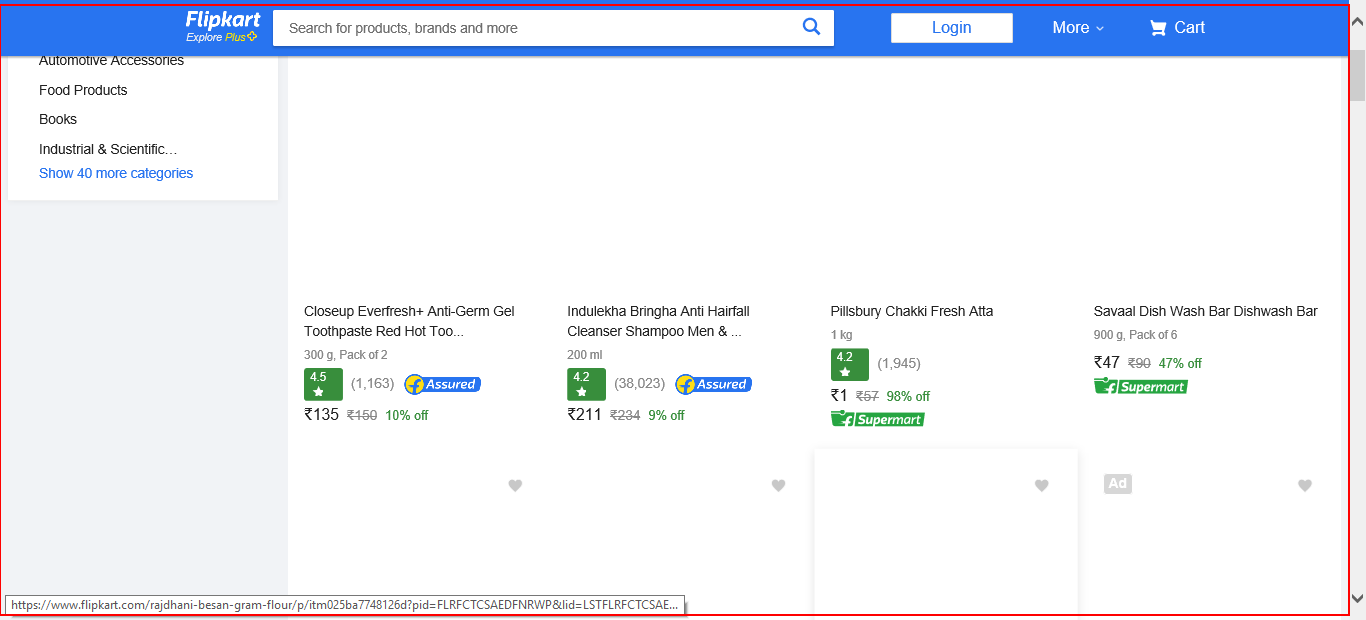 Flipkart
Explore Plus
Search for products, brands and more
Login
More
Cart
Automotive Accessories
Food Products
Books
Industrial & Scientific…
Show 40 more categories
Closeup Everfresh+ Anti-Germ Gel
Toothpaste Red Hot Too...
300 g, Pack of 2
4.5
(1,163)
Assured
₹135 ₹150 10% off
Indulekha Bringha Anti Hairfall
Cleanser Shampoo Men & ...
200 ml
4.2
(38,023)
Assured
₹211 ₹234 9% off
Pillsbury Chakki Fresh Atta
1 kg
4.2
(1,945)
₹1 ₹57 98% off
Supermart
Savaal Dish Wash Bar Dishwash Bar
900 g, Pack of 6
₹47 ₹90 47% off
Supermart
Ad
https://www.flipkart.com/rajdhani-besan-gram-flour/p/itm025ba7748126d?pid=FLRFCTCSAEDFNRWP&lid=LSTFLRFCTCSAE...